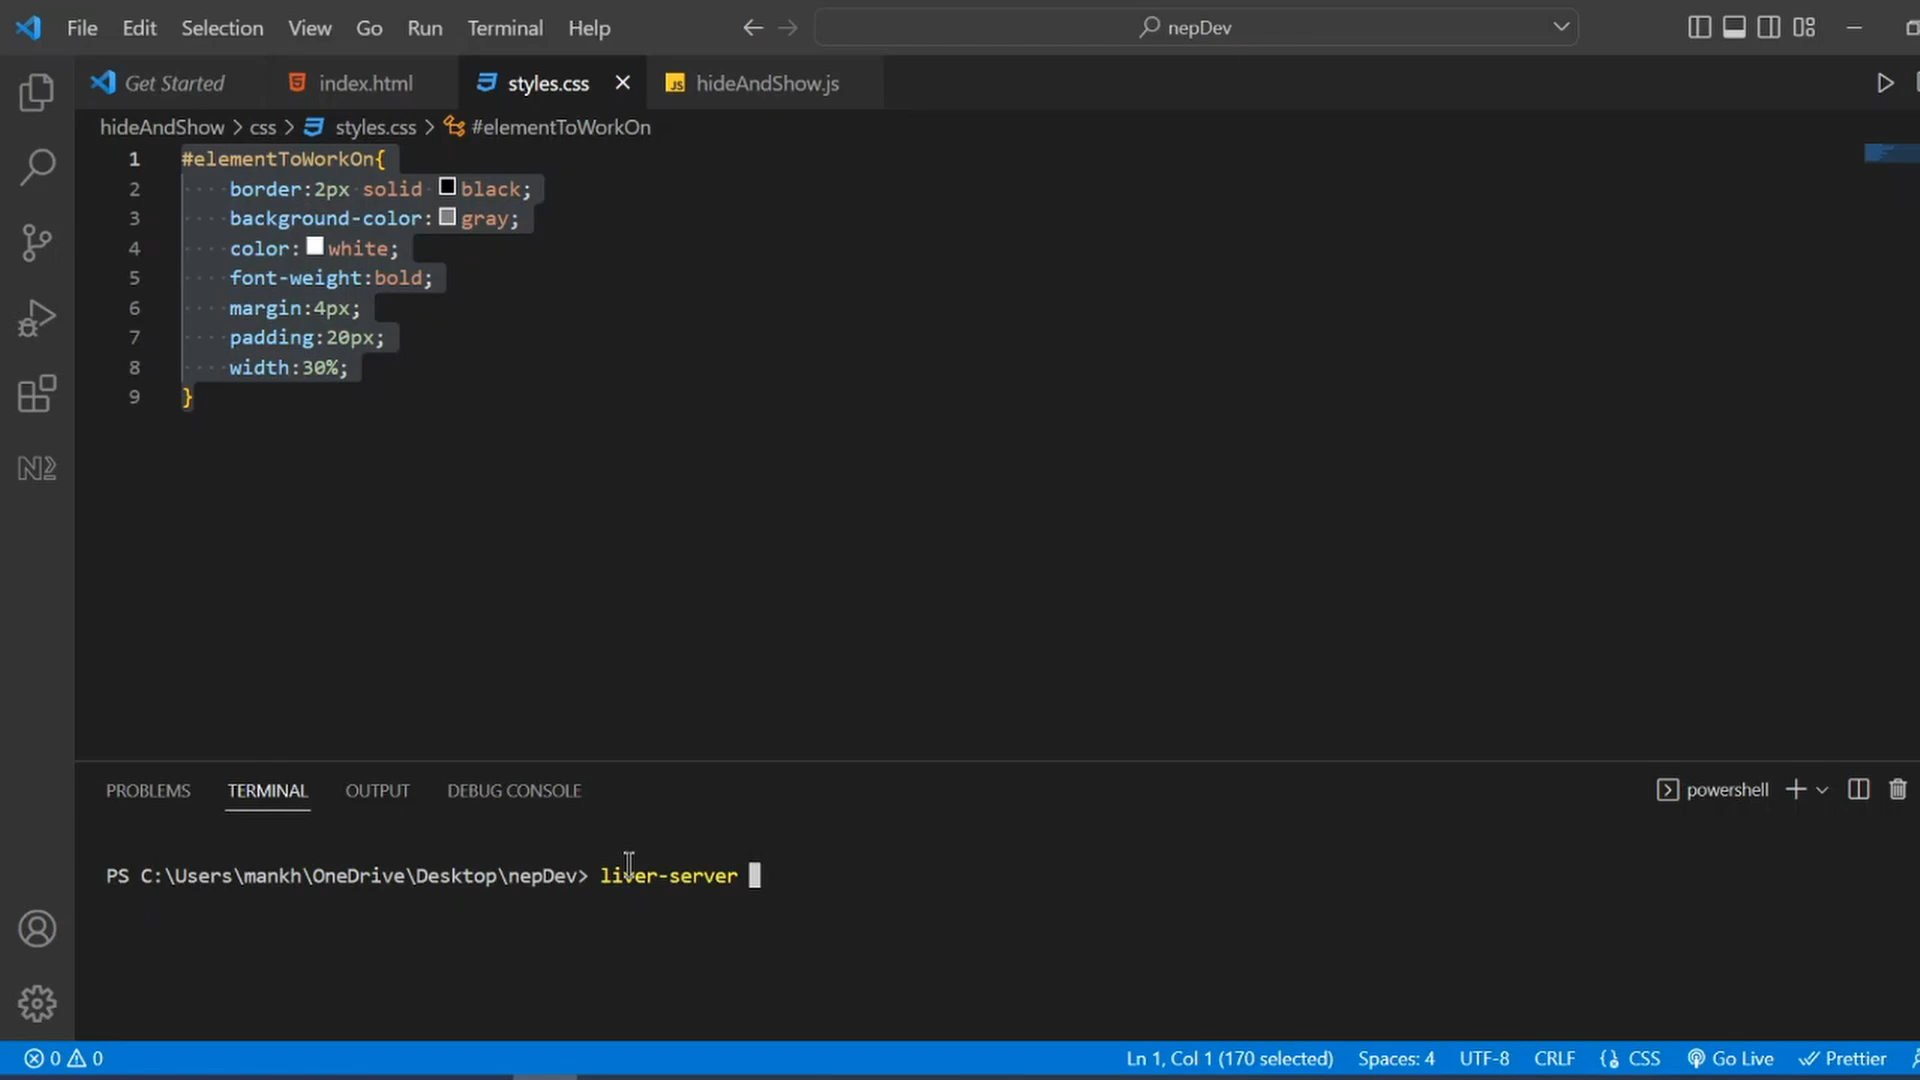 File Edit Selection View Go Run Terminal Help nepDev
Get Started index.html styles.css JS hideAndShow.js
hideAndShow > css > styles.css > #elementToWorkOn
1 #elementToWorkOn{
2 border:2px solid black;
3 background-color:gray;
4 color:white;
5 font-weight:bold;
6 margin:4px;
7 padding:20px;
8 width:30%;
9 }
PROBLEMS TERMINAL OUTPUT DEBUG CONSOLE powershell
PS C:\Users\mankh\OneDrive\Desktop\nepDev> liver-server
0 0 Ln 1, Col 1 (170 selected) Spaces: 4 UTF-8 CRLF {} CSS Go Live Prettier